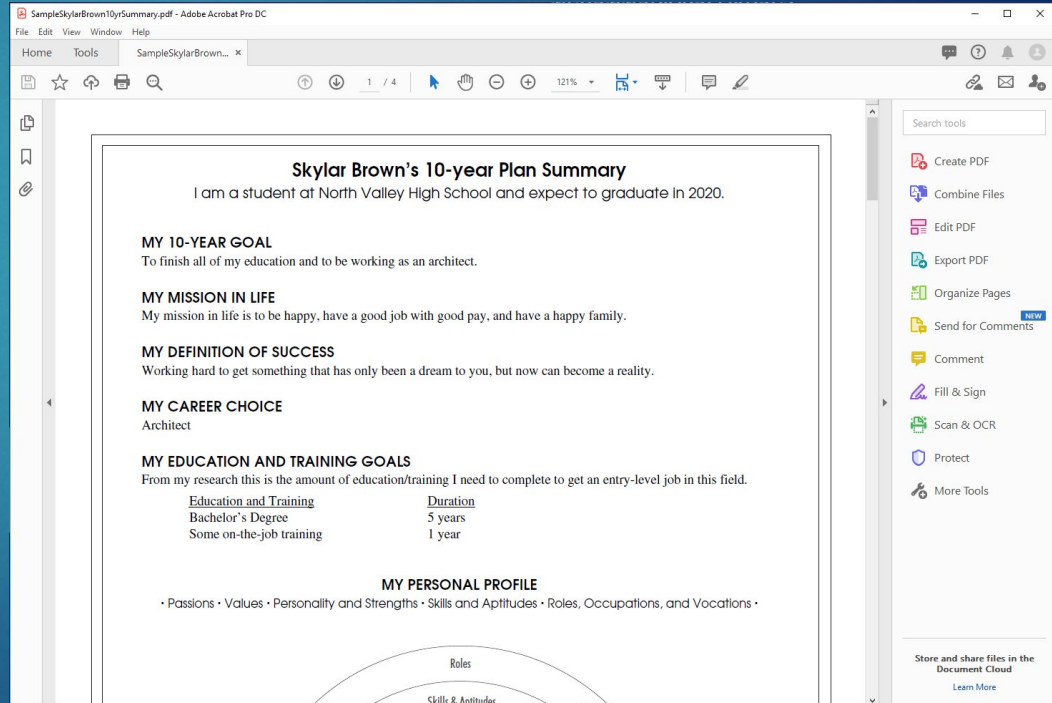 SampleSkylarBrown10yrSummary.pdf - Adobe Acrobat Pro DC
File Edit View Window Help
Home Tools SampleSkylarBrown... ×
1 / 4 121%
Search tools
Create PDF
Combine Files
Edit PDF
Export PDF
Organize Pages
NEW
Send for Comments
Comment
Fill & Sign
Scan & OCR
Protect
More Tools
Store and share files in the
Document Cloud
Learn More
Skylar Brown's 10-year Plan Summary
I am a student at North Valley High School and expect to graduate in 2020.
MY 10-YEAR GOAL
To finish all of my education and to be working as an architect.
MY MISSION IN LIFE
My mission in life is to be happy, have a good job with good pay, and have a happy family.
MY DEFINITION OF SUCCESS
Working hard to get something that has only been a dream to you, but now can become a reality.
MY CAREER CHOICE
Architect
MY EDUCATION AND TRAINING GOALS
From my research this is the amount of education/training I need to complete to get an entry-level job in this field.
Education and Training Duration
Bachelor's Degree 5 years
Some on-the-job training 1 year
MY PERSONAL PROFILE
• Passions • Values • Personality and Strengths • Skills and Aptitudes • Roles, Occupations, and Vocations •
Roles
Skills & Aptitudes